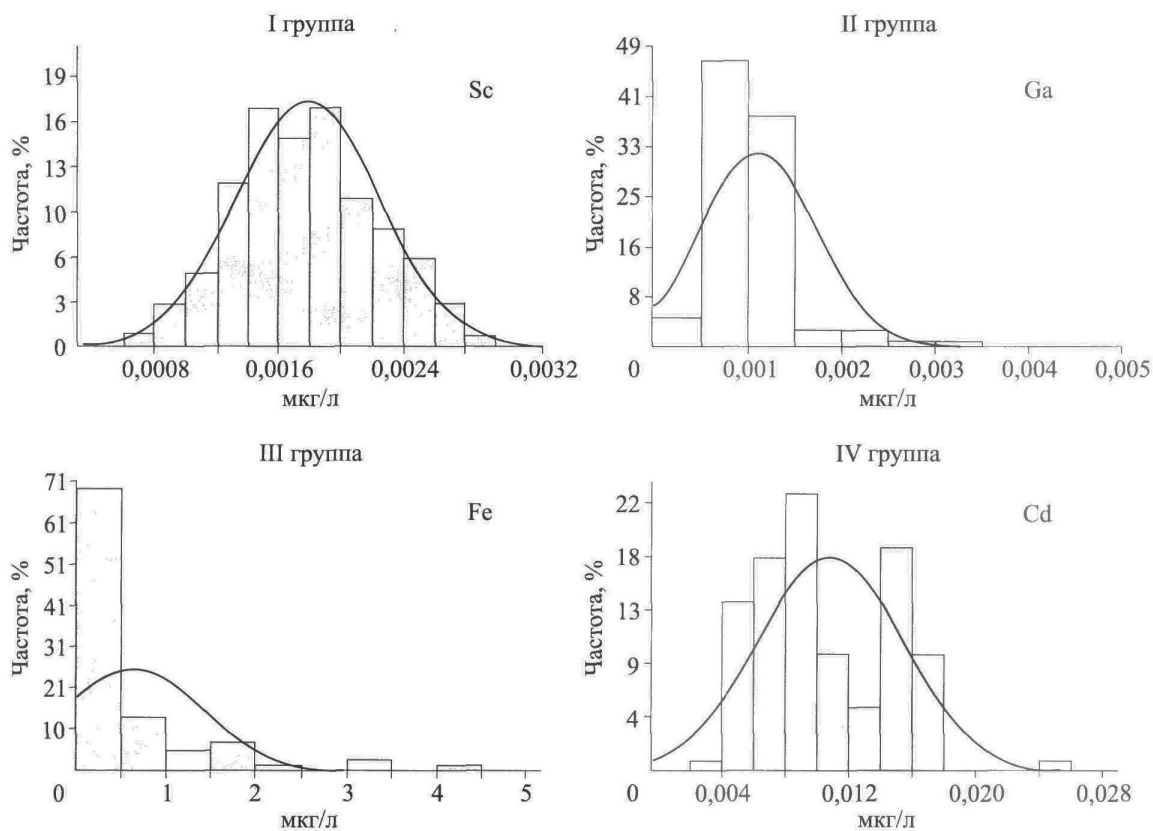 I группа
Sc
Частота, %
19
16
13
10
6
3
0
0,0008
0,0016
0,0024
0,0032
мкг/л
II группа
Ga
Частота, %
49
41
33
25
16
8
0
0,001
0,002
0,003
0,004
0,005
мкг/л
III группа
Fe
Частота, %
71
61
51
41
31
21
10
0
1
2
3
4
5
мкг/л
IV группа
Cd
Частота, %
22
18
13
9
4
0
0,004
0,012
0,020
0,028
мкг/л